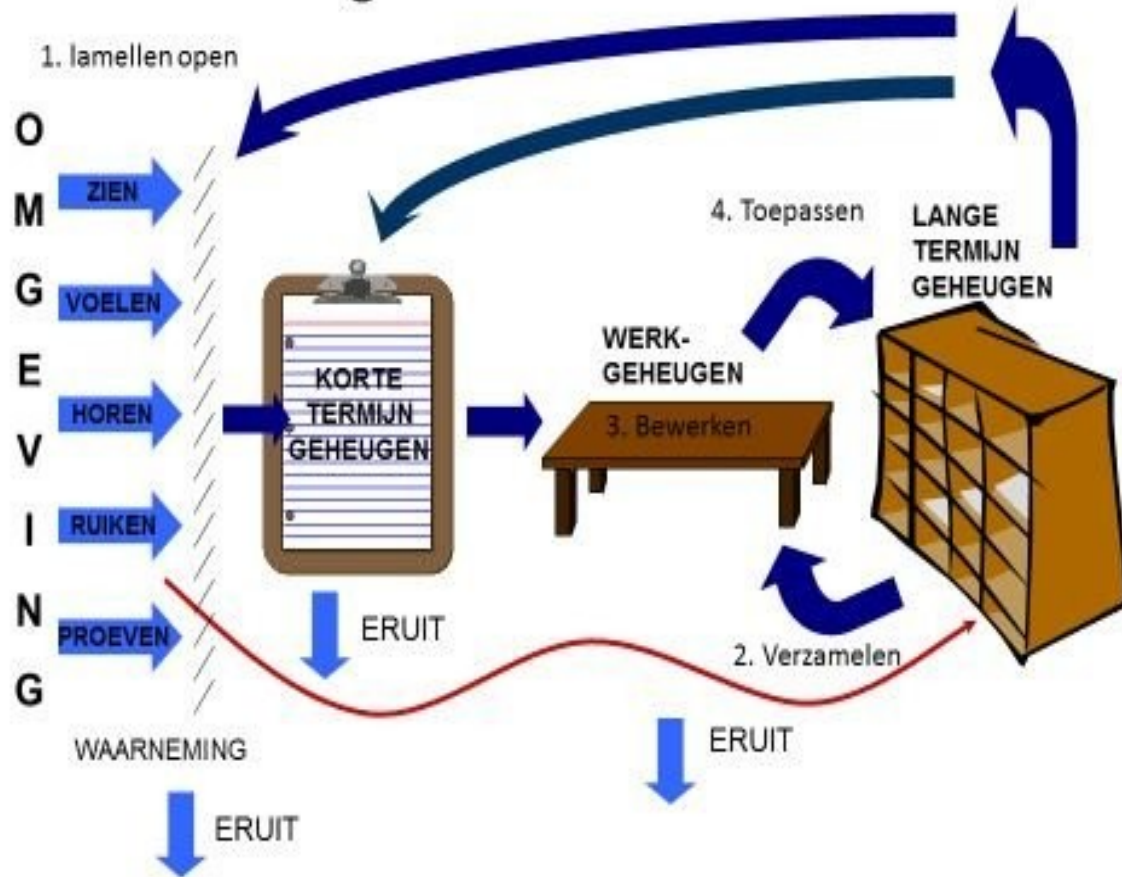 1. lamellen open
OMGEVING
ZIEN
VOELEN
HOREN
RUIKEN
PROEVEN
WAARNEMING
ERUIT
KORTE
TERMIJN
GEHEUGEN
ERUIT
WERK-
GEHEUGEN
3. Bewerken
4. Toepassen
LANGE
TERMIJN
GEHEUGEN
2. Verzamelen
ERUIT